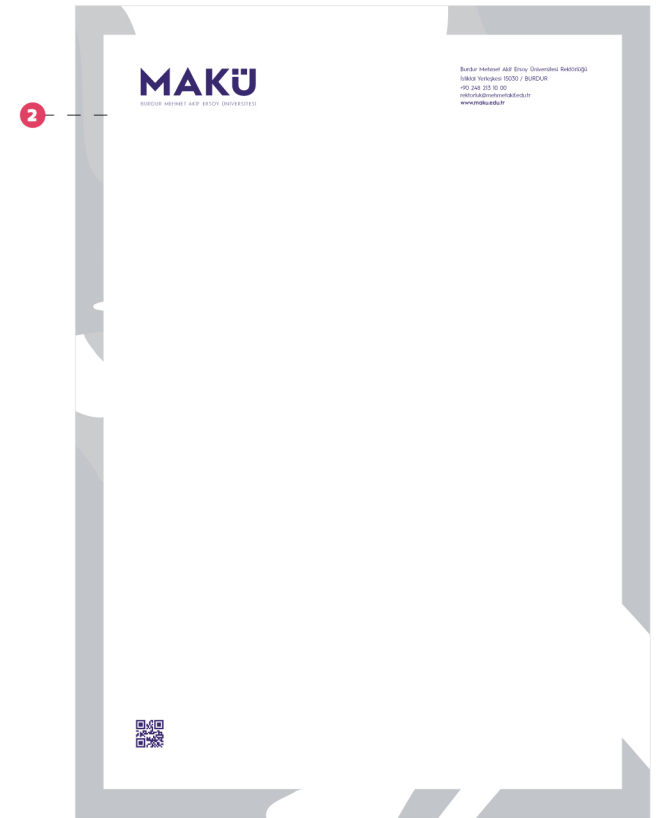 MAKÜ
BURDUR MEHMET AKİF ERSOY ÜNİVERSİTESİ
Burdur Mehmet Akif Ersoy Üniversitesi Rektörlüğü
İstiklal Yerleşkesi 15030 / BURDUR
+90 248 213 10 00
rektorluk@mehmetakif.edu.tr
www.maku.edu.tr
2